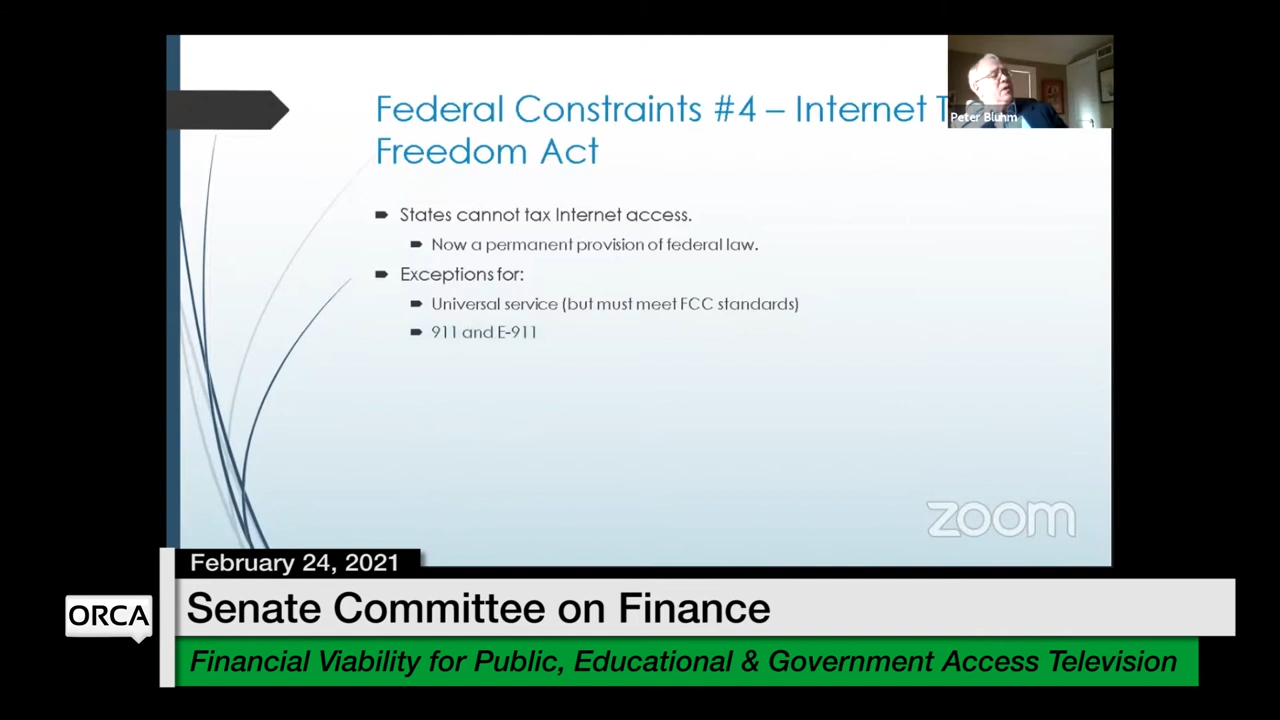 Federal Constraints #4 – Internet T
Freedom Act
Peter Bluhm
States cannot tax Internet access.
Now a permanent provision of federal law.
Exceptions for:
Universal service (but must meet FCC standards)
911 and E-911
zoom
February 24, 2021
ORCA
Senate Committee on Finance
Financial Viability for Public, Educational & Government Access Television